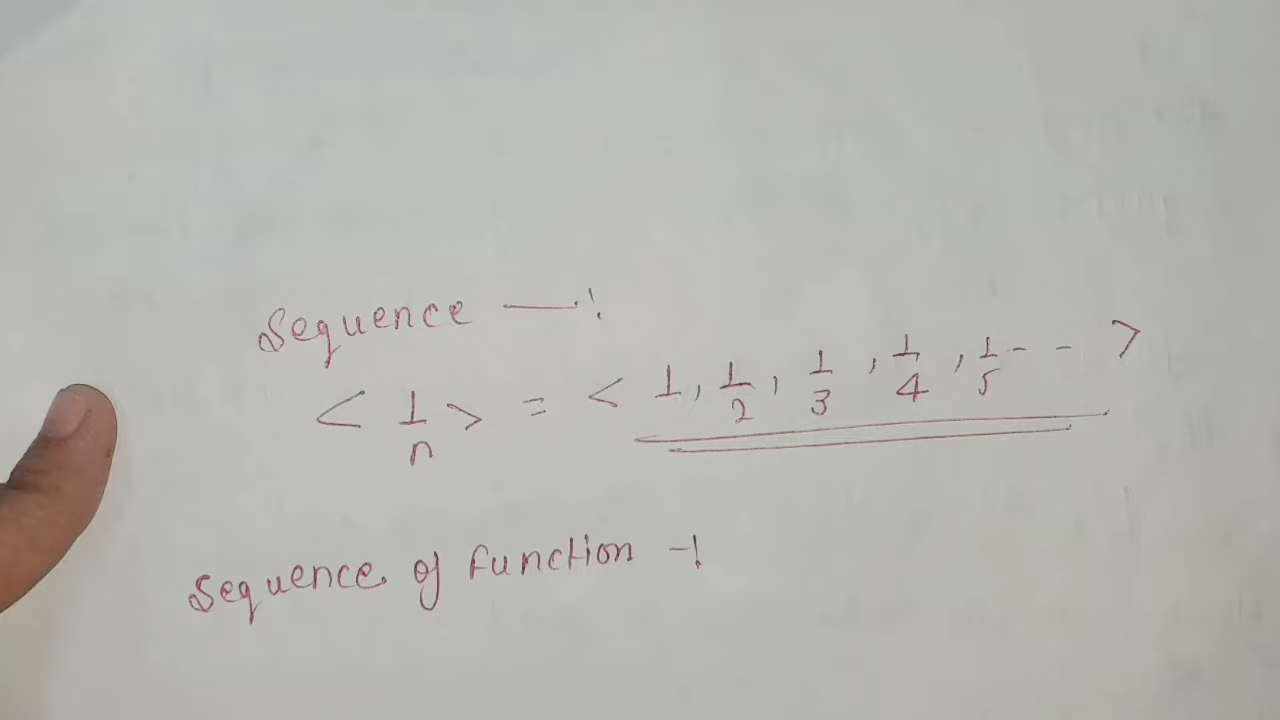 Sequence —:
< 1/n > = < 1, 1/2, 1/3, 1/4, 1/5 - - >
Sequence of function -: